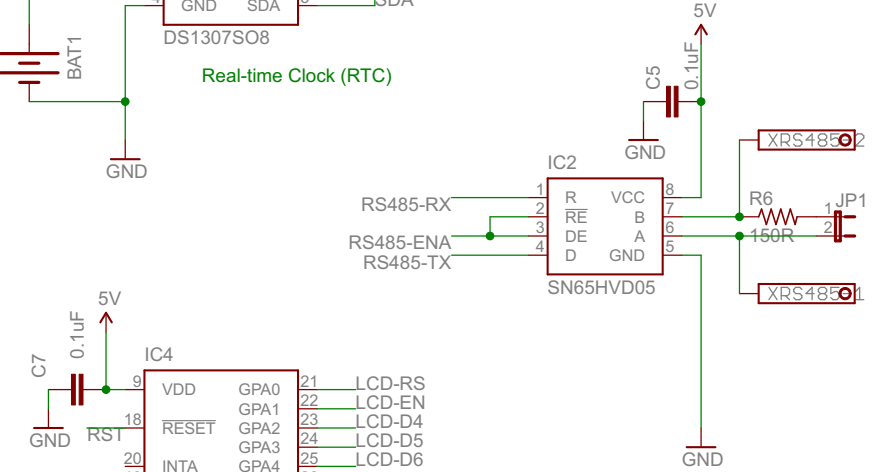 4 GND SDA 5 SDA
DS1307SO8
BAT1
Real-time Clock (RTC)
GND
5V
C5
0.1uF
GND
IC2
XRS485-2
RS485-RX 1 R VCC 8
2 RE B 7 R6 1 JP1
RS485-ENA 3 DE A 6 150R 2
RS485-TX 4 D GND 5
SN65HVD05
XRS485-1
GND
5V
C7
0.1uF
GND
IC4
9 VDD GPA0 21 LCD-RS
GPA1 22 LCD-EN
RST 18 RESET GPA2 23 LCD-D4
GPA3 24 LCD-D5
20 INTA GPA4 25 LCD-D6